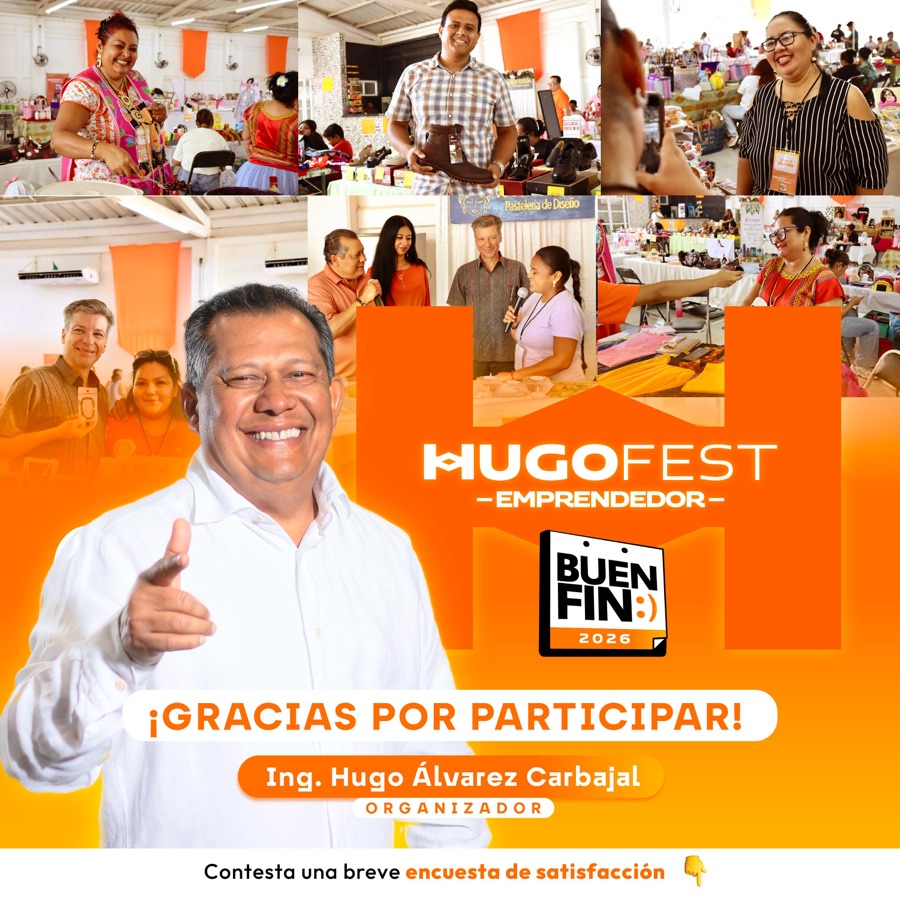 Pastelería de Diseño
HUGOFEST
–EMPRENDEDOR–
BUEN
FIN:)
2026
¡GRACIAS POR PARTICIPAR!
Ing. Hugo Álvarez Carbajal
ORGANIZADOR
Contesta una breve encuesta de satisfacción 👇